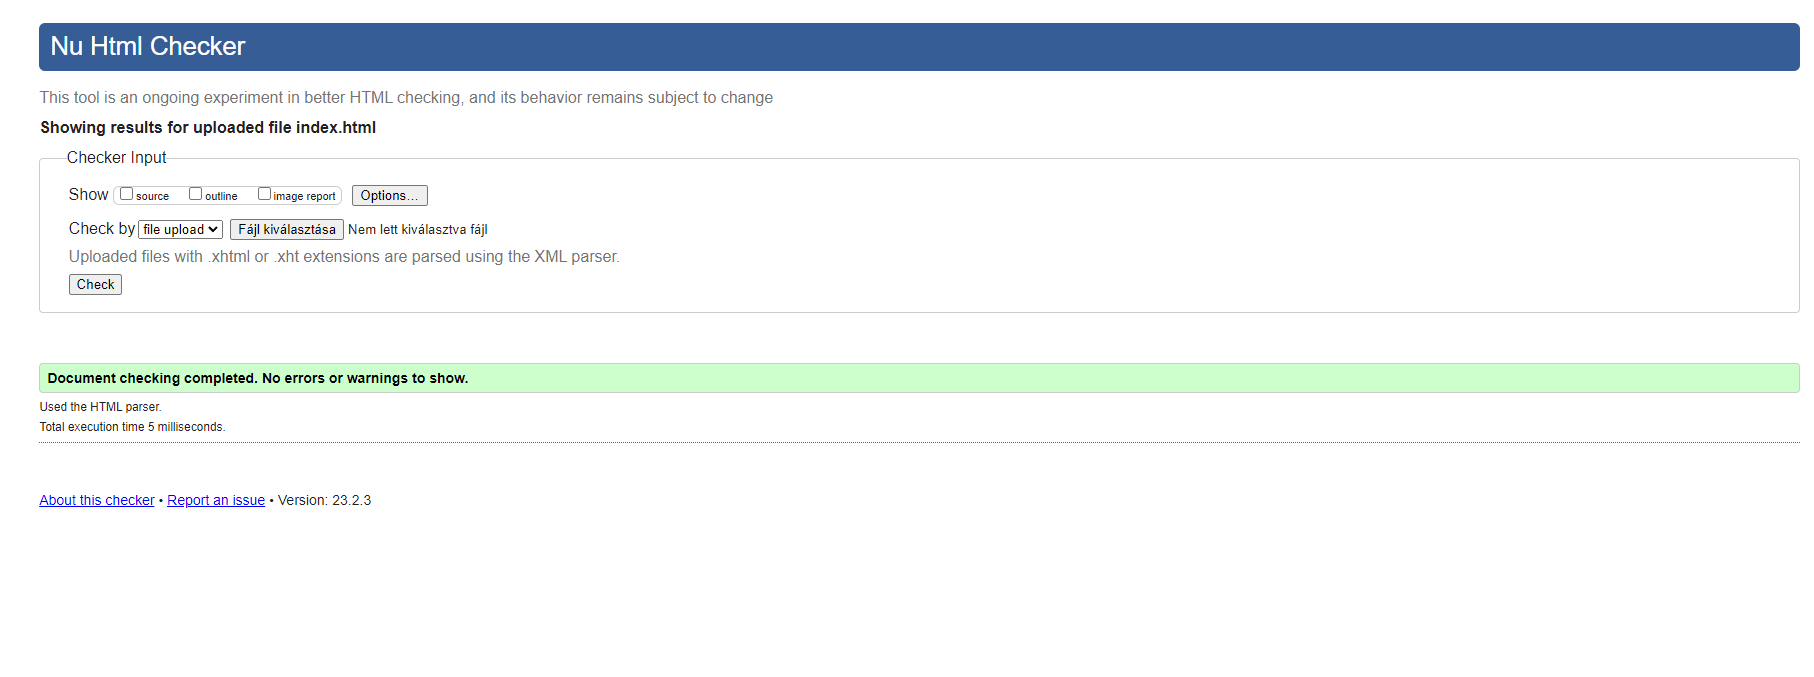 Nu Html Checker
This tool is an ongoing experiment in better HTML checking, and its behavior remains subject to change
Showing results for uploaded file index.html
Checker Input
Show source outline image report Options...
Check by file upload Fájl kiválasztása Nem lett kiválasztva fájl
Uploaded files with .xhtml or .xht extensions are parsed using the XML parser.
Check
Document checking completed. No errors or warnings to show.
Used the HTML parser.
Total execution time 5 milliseconds.
About this checker • Report an issue • Version: 23.2.3